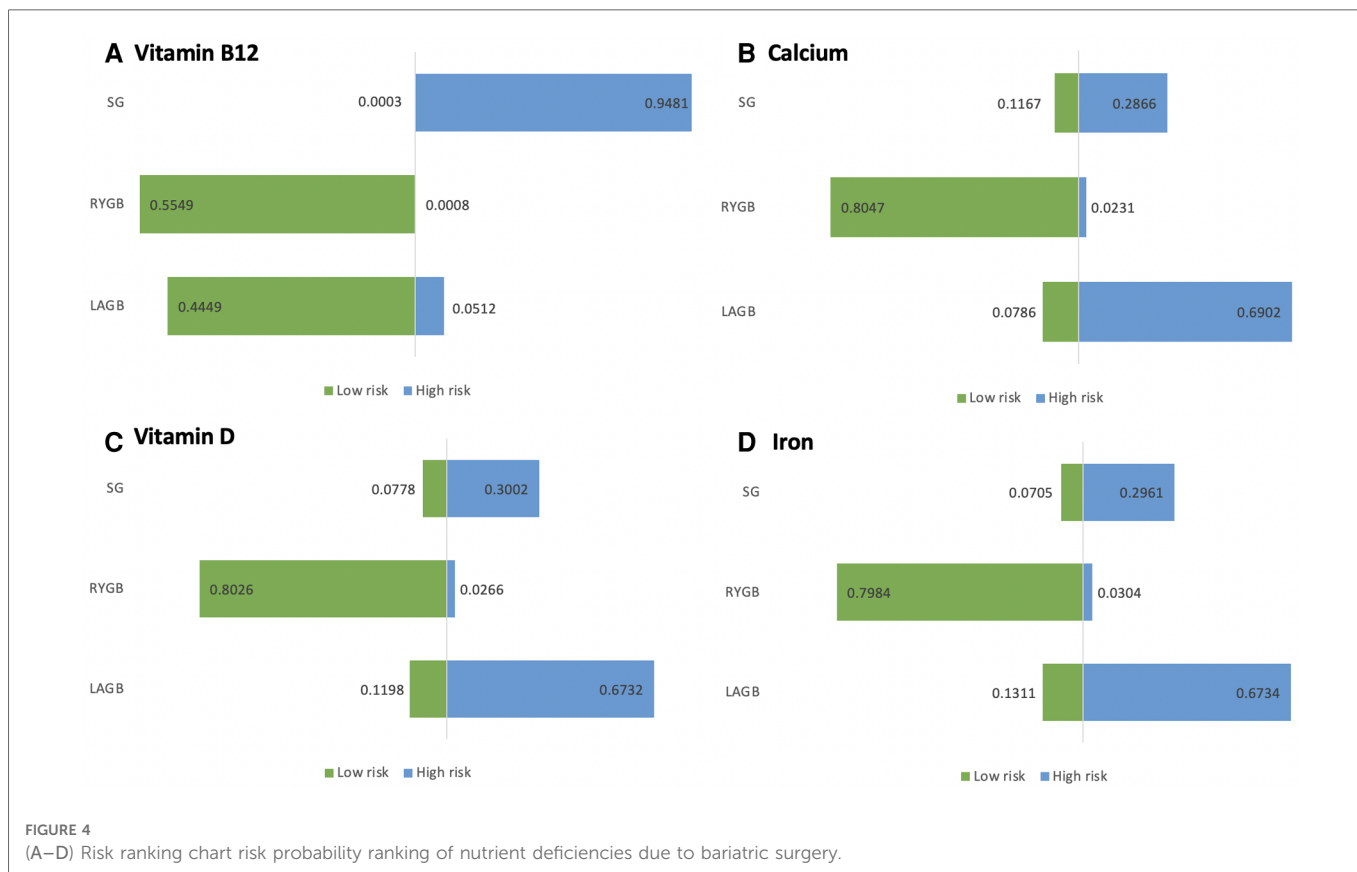 A Vitamin B12
SG
0.0003
0.9481
RYGB
0.5549
0.0008
LAGB
0.4449
0.0512
Low risk High risk
B Calcium
SG
0.1167
0.2866
RYGB
0.8047
0.0231
LAGB
0.0786
0.6902
Low risk High risk
C Vitamin D
SG
0.0778
0.3002
RYGB
0.8026
0.0266
LAGB
0.1198
0.6732
Low risk High risk
D Iron
SG
0.0705
0.2961
RYGB
0.7984
0.0304
LAGB
0.1311
0.6734
Low risk High risk
FIGURE 4
(A–D) Risk ranking chart risk probability ranking of nutrient deficiencies due to bariatric surgery.